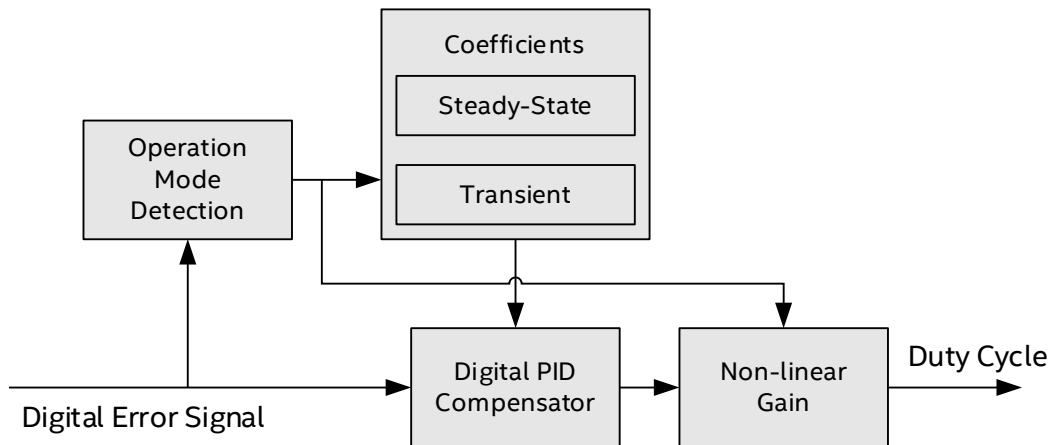 Coefficients
Steady-State
Operation
Mode
Detection
Transient
Digital PID
Compensator
Non-linear
Gain
Duty Cycle
Digital Error Signal